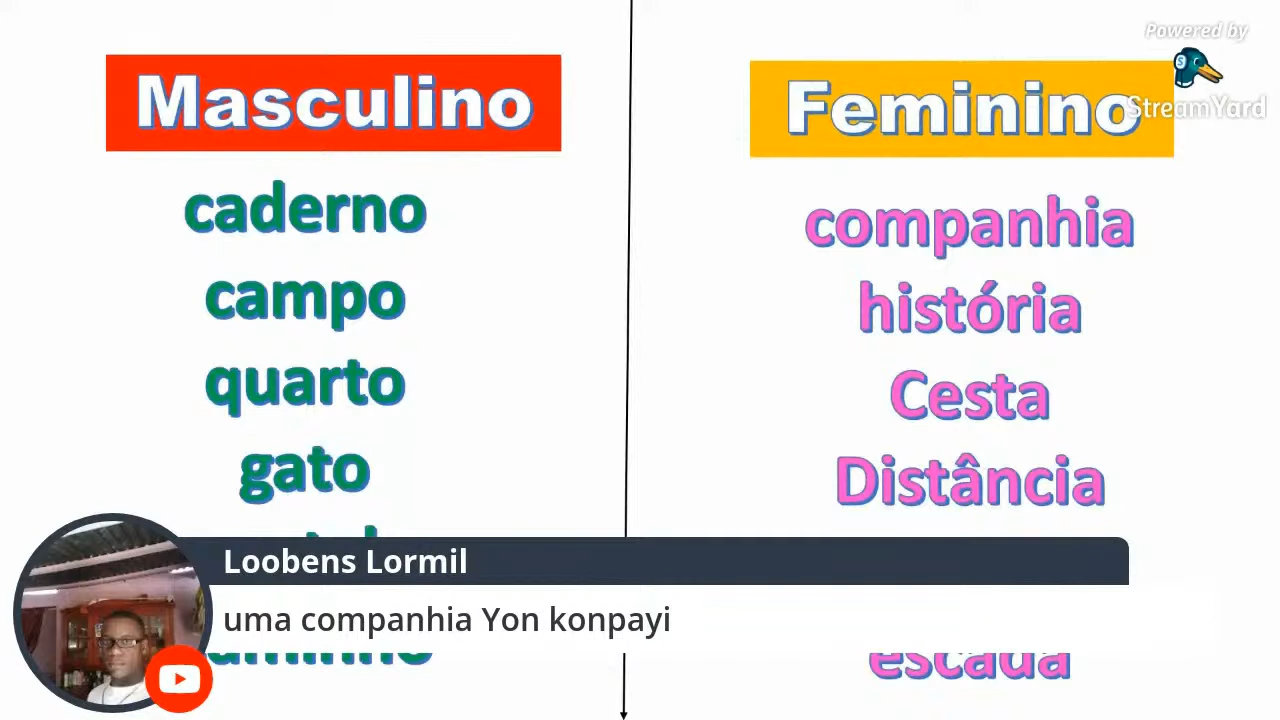 Powered by
StreamYard
Masculino
Feminino
caderno
campo
quarto
gato
companhia
história
Cesta
Distância
escada
Loobens Lormil
uma companhia Yon konpayi